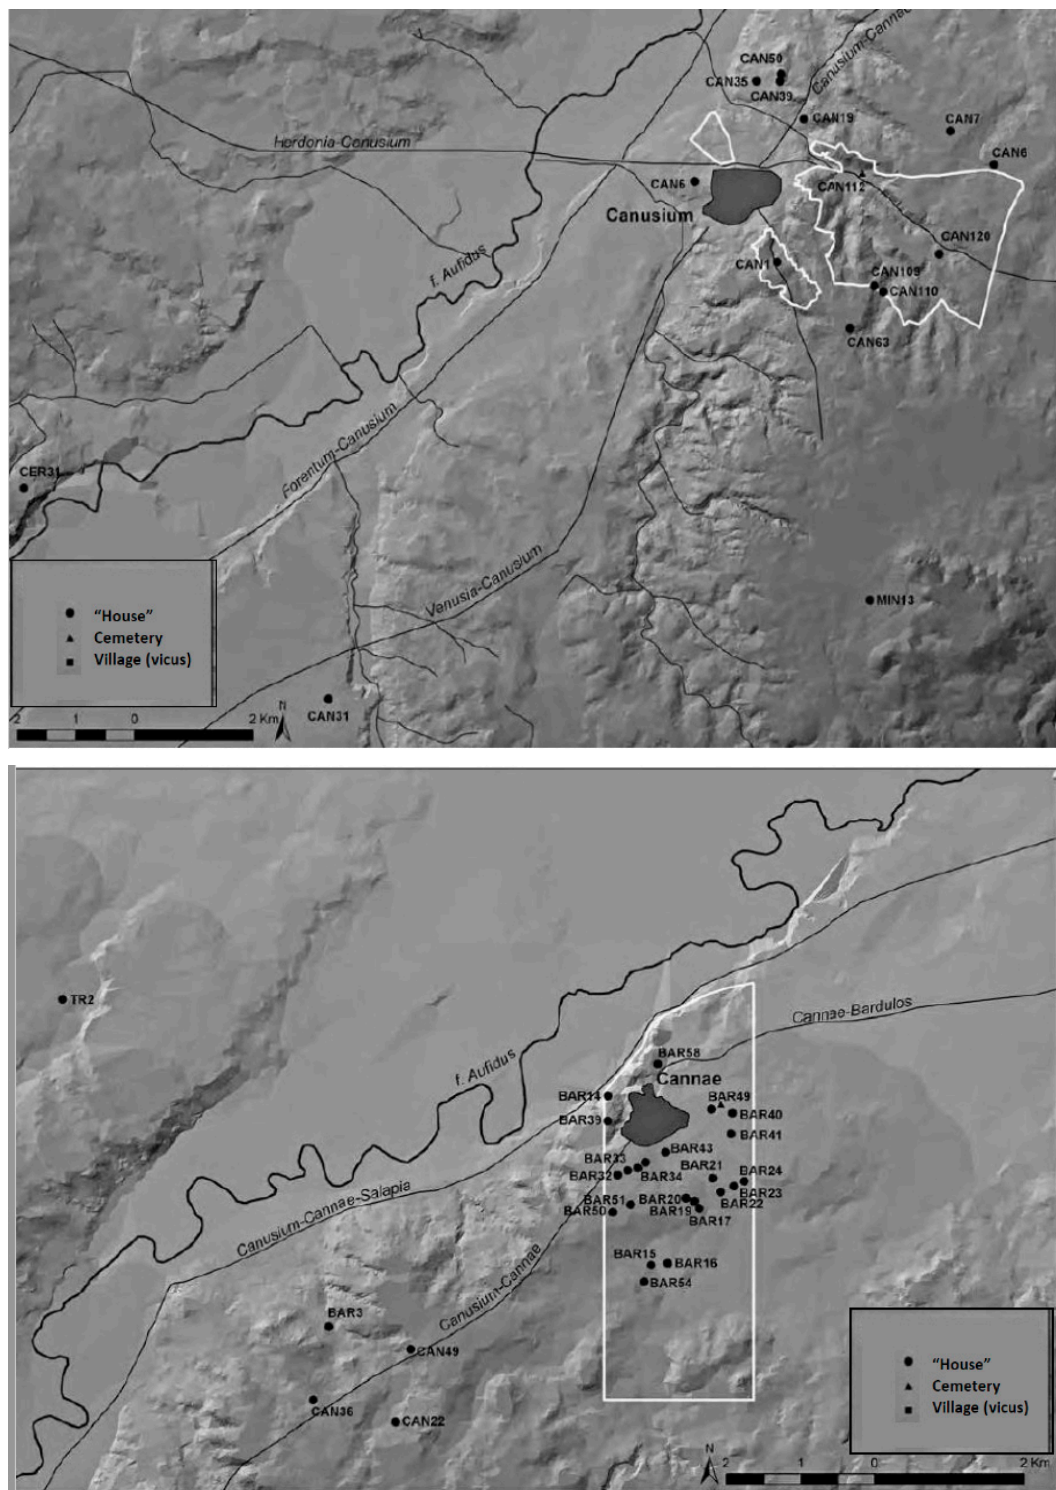 CAN50
CAN35
CAN39
Canusium-Cannae
CAN19
CAN7
Herdonia-Canusium
CAN6
CAN6
CAN112
Canusium
CAN120
f. Aufidus
CAN1
CAN109
CAN110
CAN63
Forentum-Canusium
CER31
Venusia-Canusium
“House”
Cemetery
Village (vicus)
MIN13
CAN31
N
2 1 0 2 Km
TR2
Cannae-Bardulos
f. Aufidus
BAR58
Cannae
BAR14
BAR49
BAR40
BAR39
BAR41
BAR43
BAR33
BAR21
BAR24
BAR32
BAR34
BAR23
BAR51
BAR20
BAR22
BAR50
BAR19
BAR17
Canusium-Cannae-Salapia
BAR15
BAR16
BAR54
Canusium-Cannae
BAR3
CAN49
CAN36
CAN22
“House”
Cemetery
Village (vicus)
N
2 1 0 2 Km